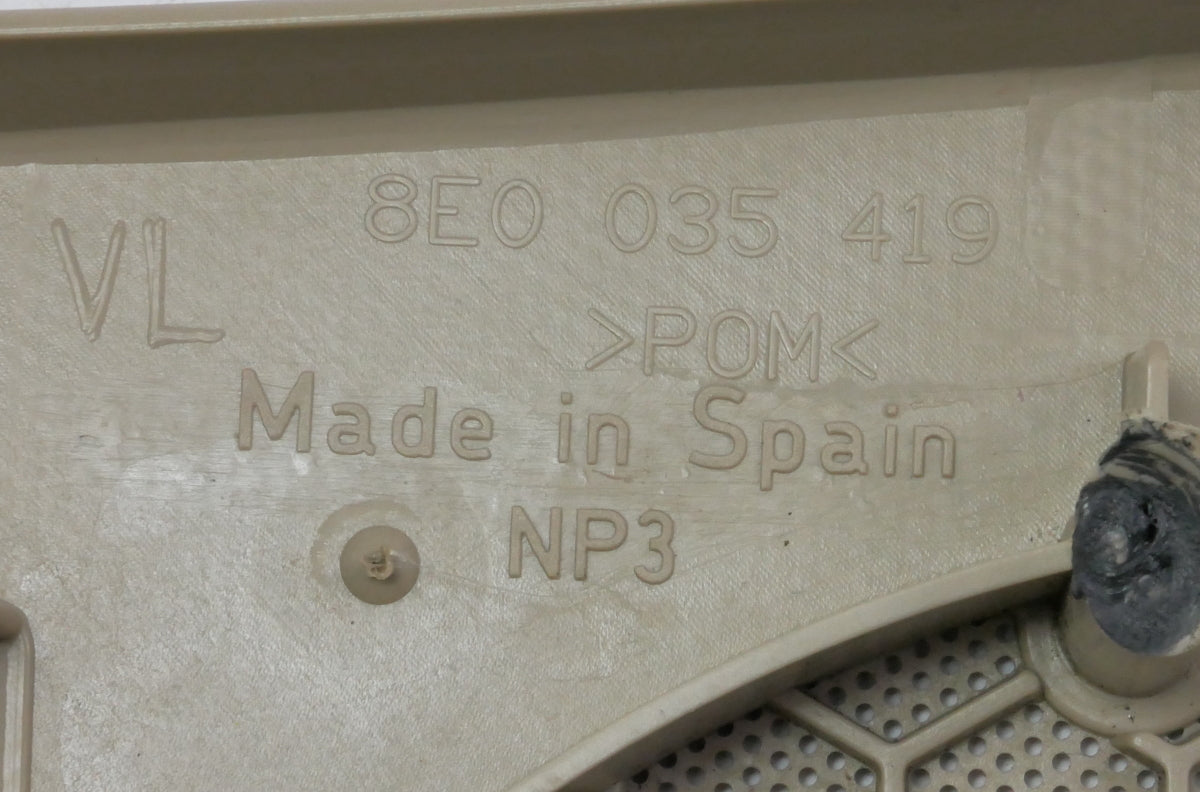 8E0 035 419
VL
>POM<
Made in Spain
NP3